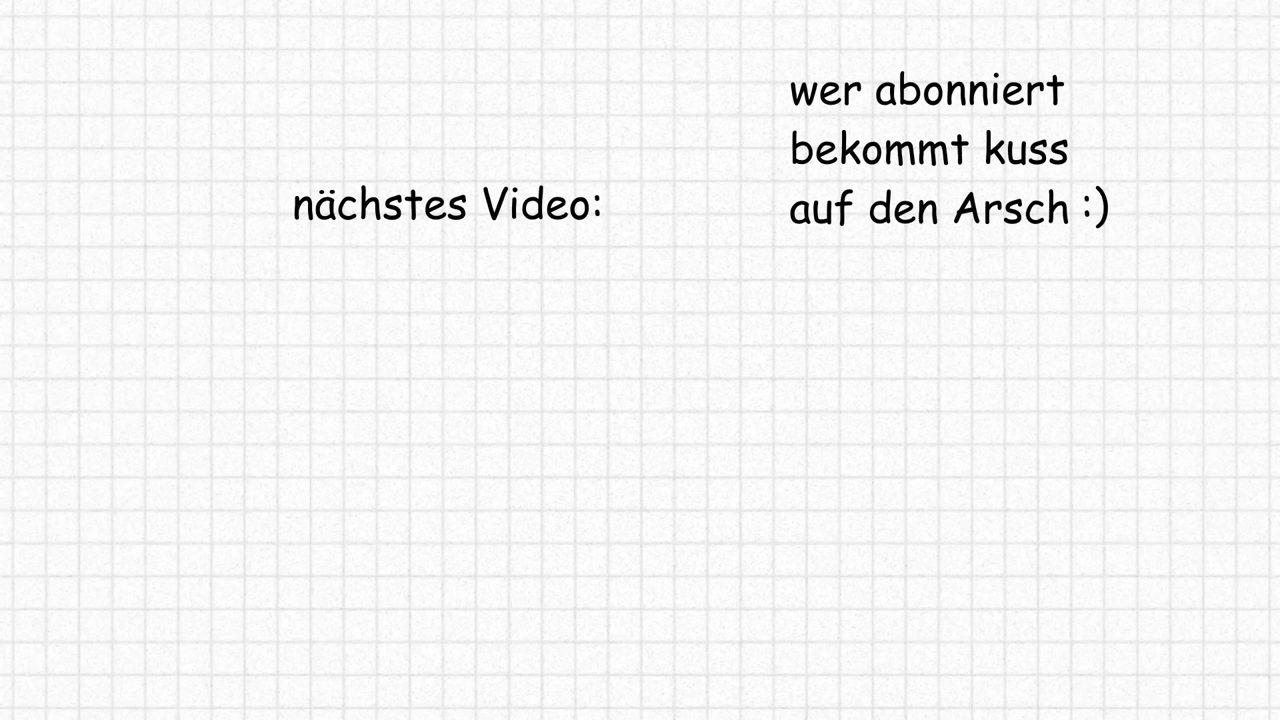 nächstes Video:
wer abonniert
bekommt kuss
auf den Arsch :)